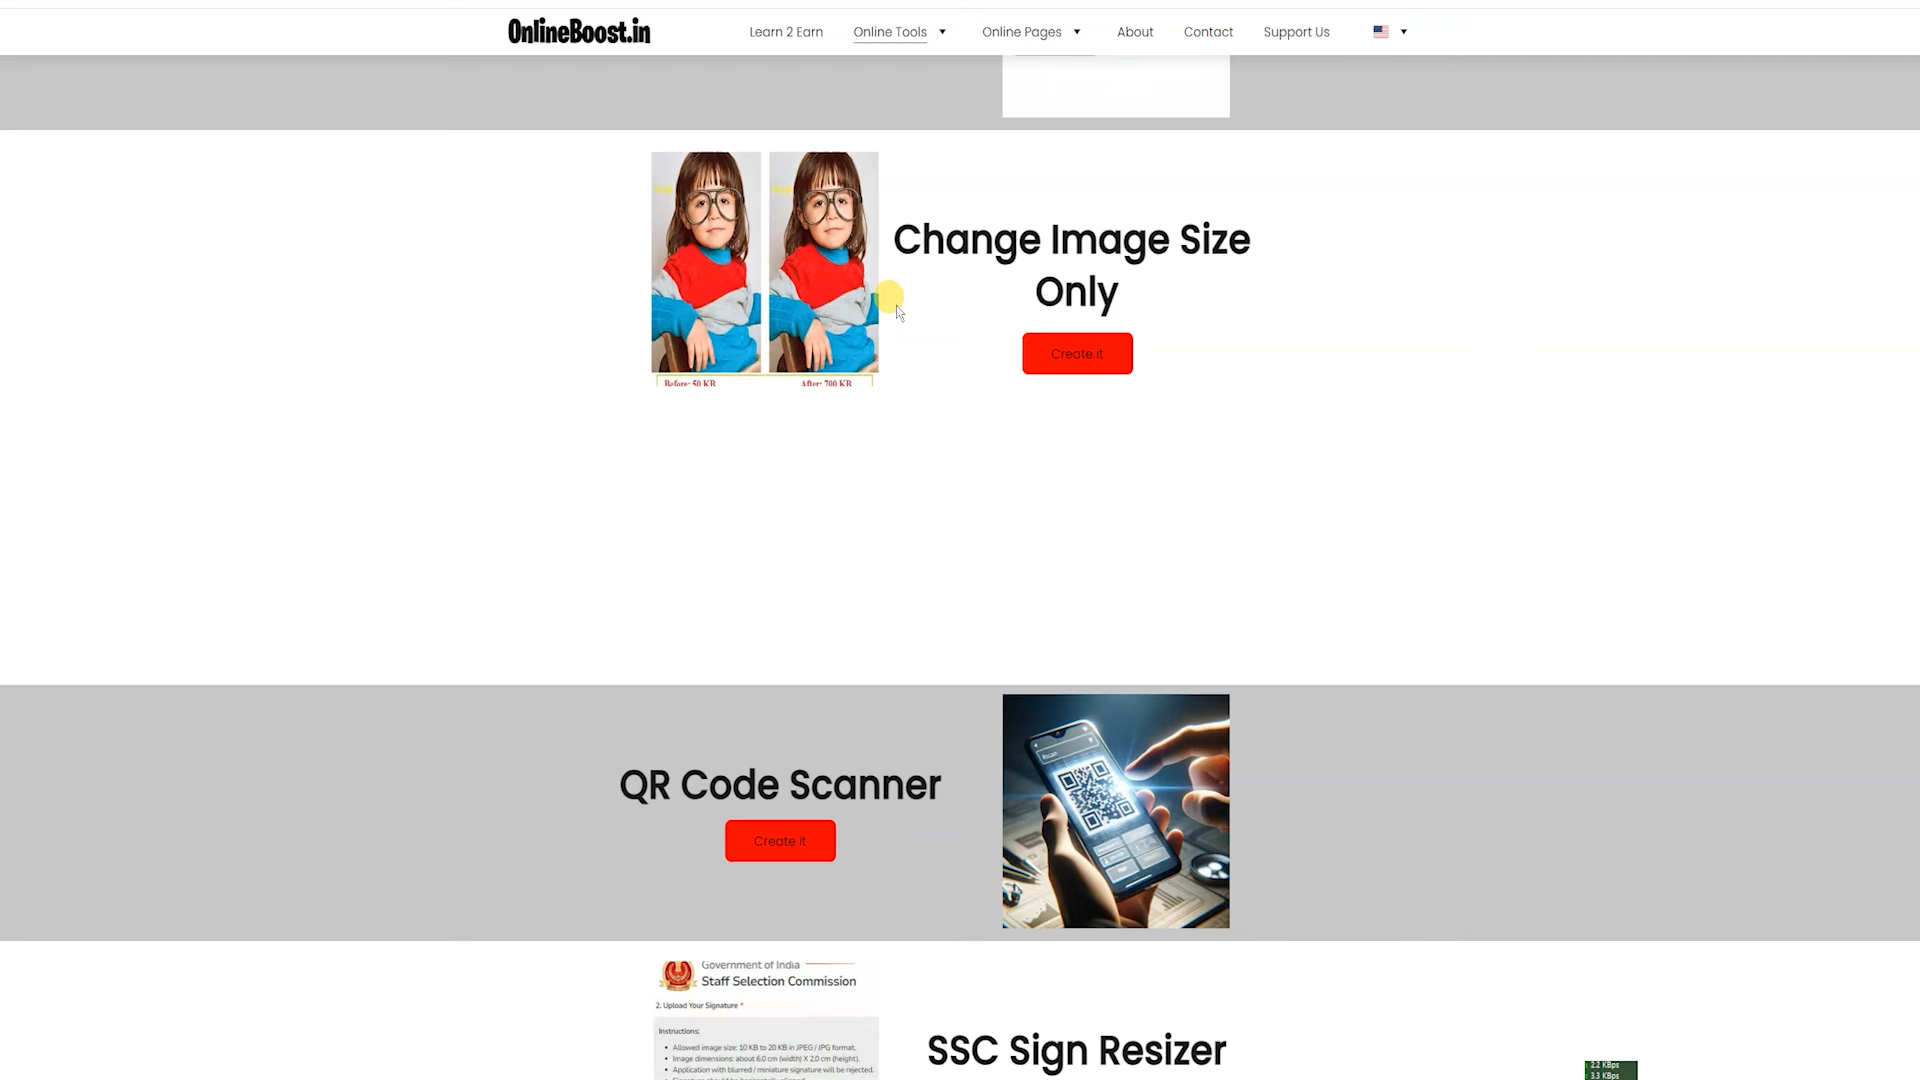 OnlineBoost.in
Learn 2 Earn
Online Tools
Online Pages
About
Contact
Support Us
Change Image Size
Only
Create it
Before: 50 KB
After: 700 KB
QR Code Scanner
Create it
Government of India
Staff Selection Commission
2. Upload Your Signature *
Instructions:
• Allowed image size: 10 KB to 20 KB in JPEG / JPG format.
• Image dimensions: about 6.0 cm (width) X 2.0 cm (height).
• Application with blurred / miniature signature will be rejected.
SSC Sign Resizer
2.2 KBps
3.3 KBps